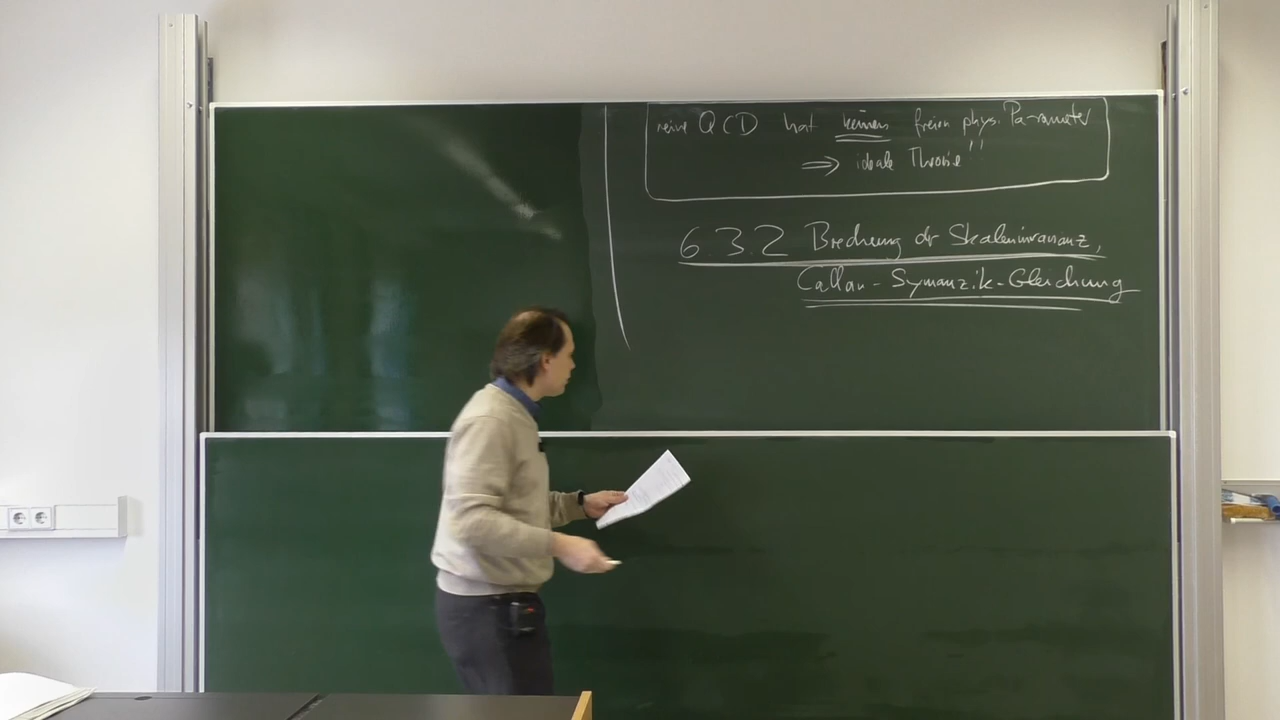 reine QCD hat keinen freien phys. Parameter
⇒ ideale Theorie!!
6.3.2 Brechung der Skaleninvarianz,
Callan-Symanzik-Gleichung